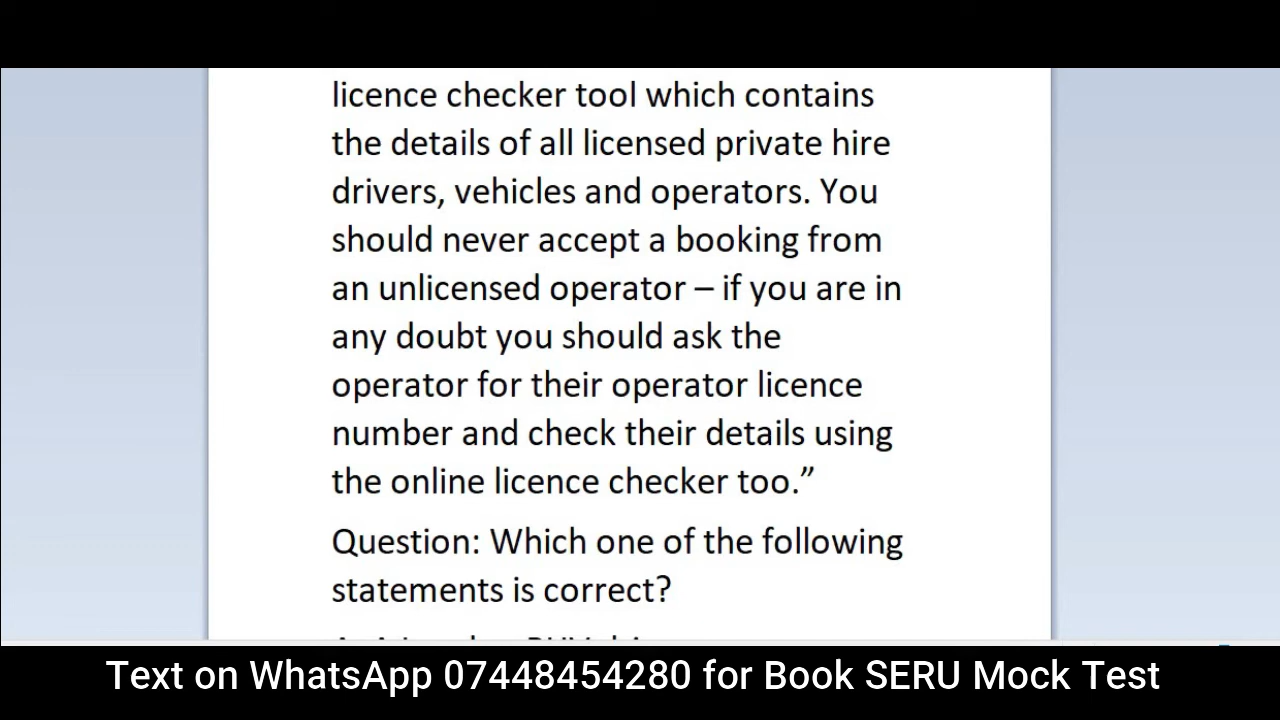 licence checker tool which contains
the details of all licensed private hire
drivers, vehicles and operators. You
should never accept a booking from
an unlicensed operator – if you are in
any doubt you should ask the
operator for their operator licence
number and check their details using
the online licence checker too.”
Question: Which one of the following
statements is correct?
Text on WhatsApp 07448454280 for Book SERU Mock Test